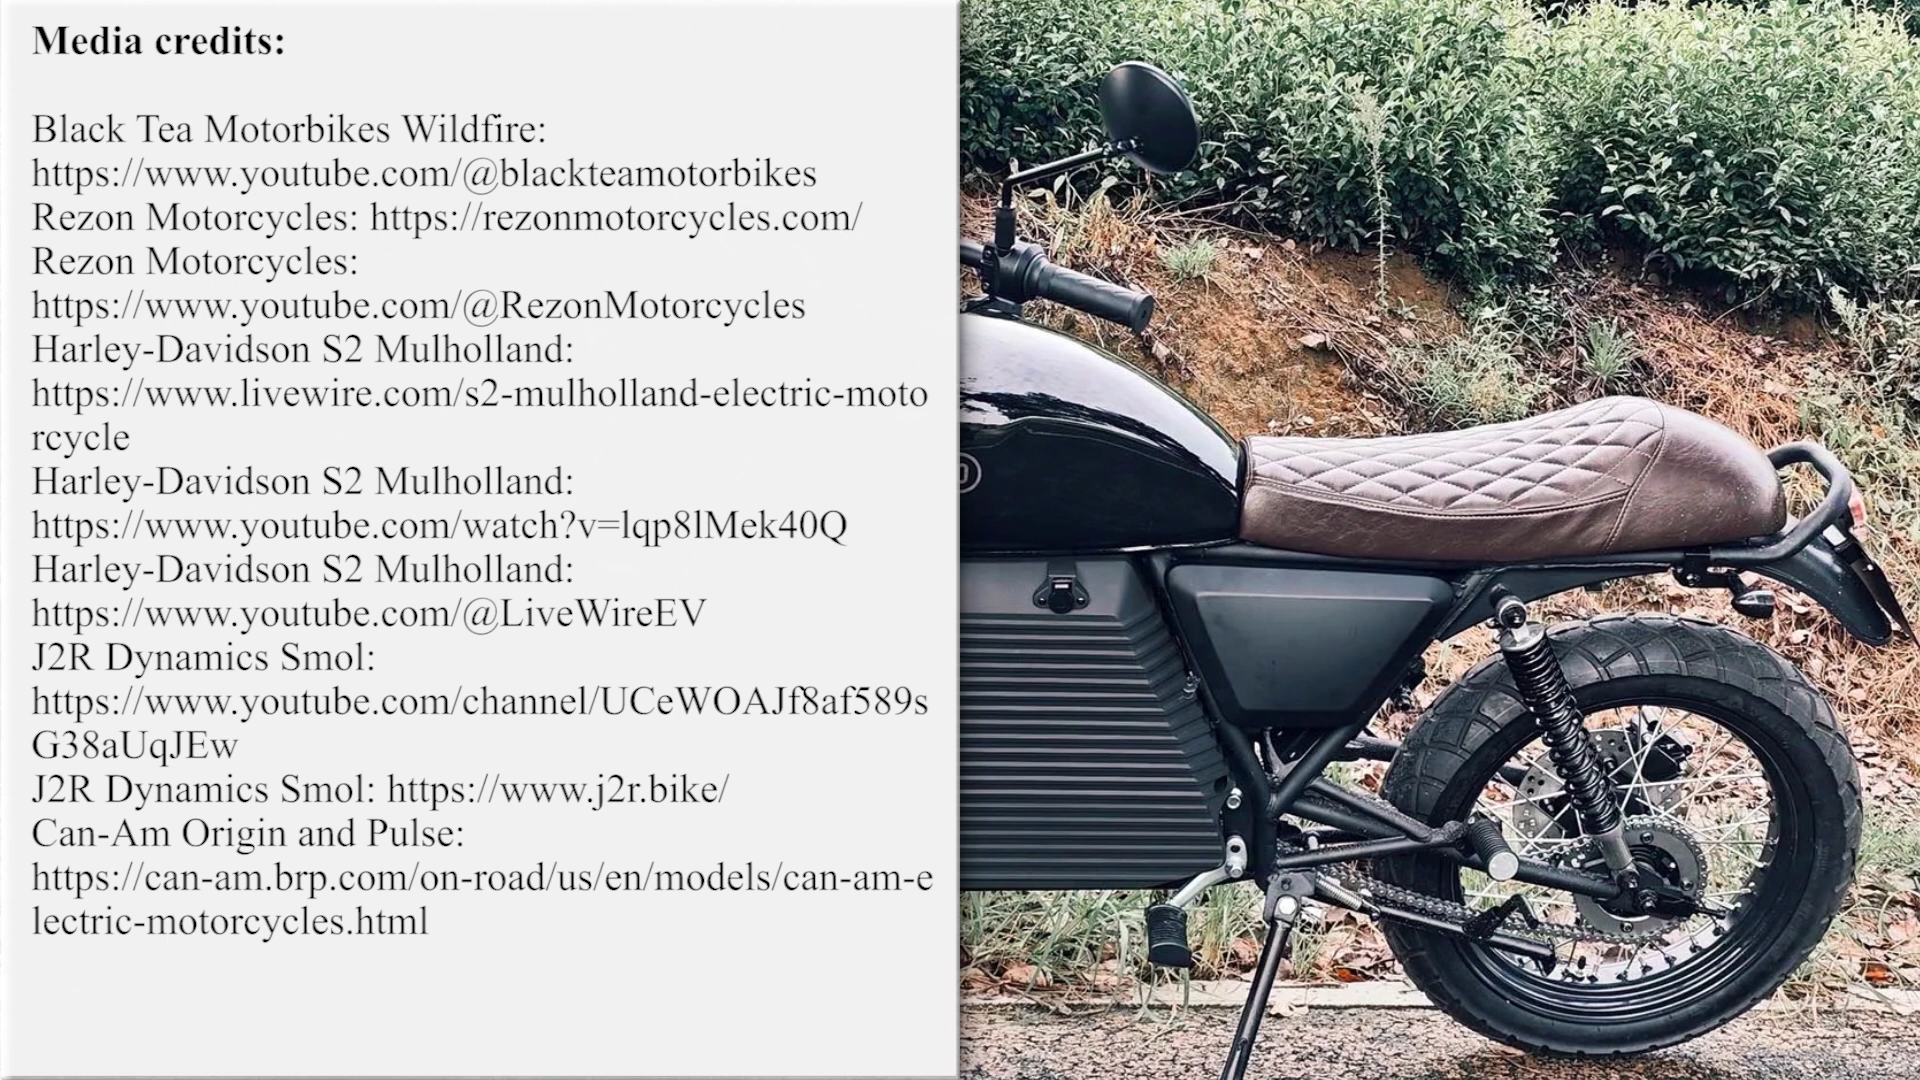 Media credits:
Black Tea Motorbikes Wildfire:
https://www.youtube.com/@blackteamotorbikes
Rezon Motorcycles: https://rezonmotorcycles.com/
Rezon Motorcycles:
https://www.youtube.com/@RezonMotorcycles
Harley-Davidson S2 Mulholland:
https://www.livewire.com/s2-mulholland-electric-moto
rcycle
Harley-Davidson S2 Mulholland:
https://www.youtube.com/watch?v=lqp8lMek40Q
Harley-Davidson S2 Mulholland:
https://www.youtube.com/@LiveWireEV
J2R Dynamics Smol:
https://www.youtube.com/channel/UCeWOAJf8af589s
G38aUqJEw
J2R Dynamics Smol: https://www.j2r.bike/
Can-Am Origin and Pulse:
https://can-am.brp.com/on-road/us/en/models/can-am-e
lectric-motorcycles.html